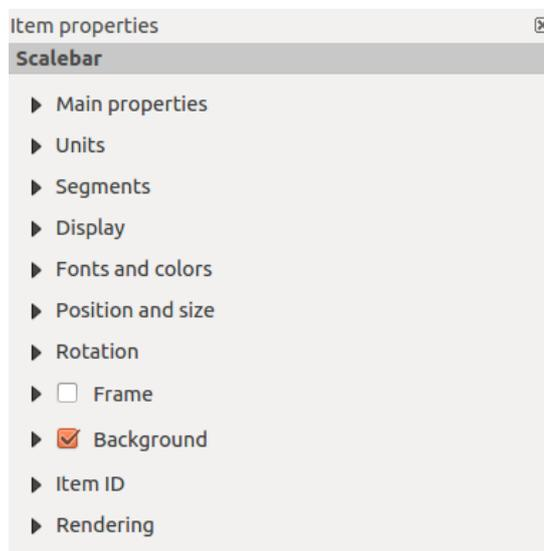 Item properties
Scalebar
Main properties
Units
Segments
Display
Fonts and colors
Position and size
Rotation
Frame
Background
Item ID
Rendering